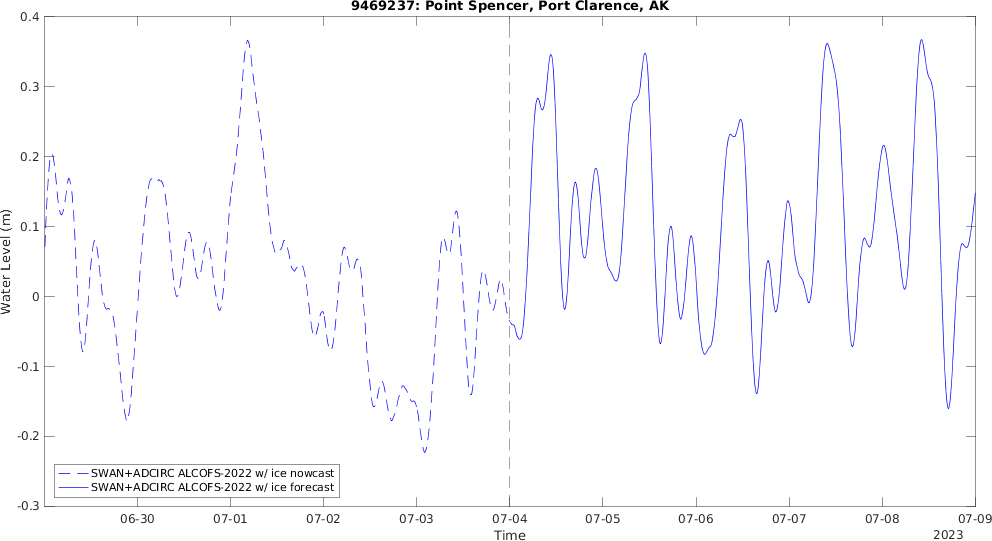 9469237: Point Spencer, Port Clarence, AK
0.4
0.3
0.2
0.1
0
-0.1
-0.2
-0.3
Water Level (m)
SWAN+ADCIRC ALCOFS-2022 w/ ice nowcast
SWAN+ADCIRC ALCOFS-2022 w/ ice forecast
06-30 07-01 07-02 07-03 07-04 07-05 07-06 07-07 07-08 07-09
Time
2023